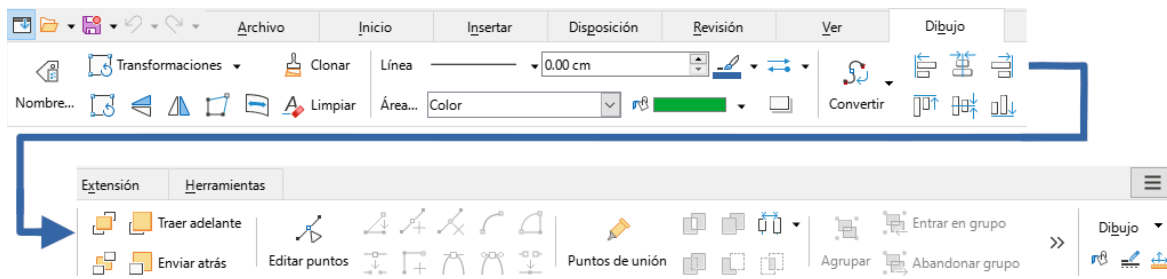 Archivo Inicio Insertar Disposición Revisión Ver Dibujo
Transformaciones Clonar Línea 0.00 cm
Nombre... Limpiar Área... Color Convertir
Extensión Herramientas
Traer adelante Entrar en grupo Dibujo
Enviar atrás Editar puntos Puntos de unión Agrupar Abandonar grupo